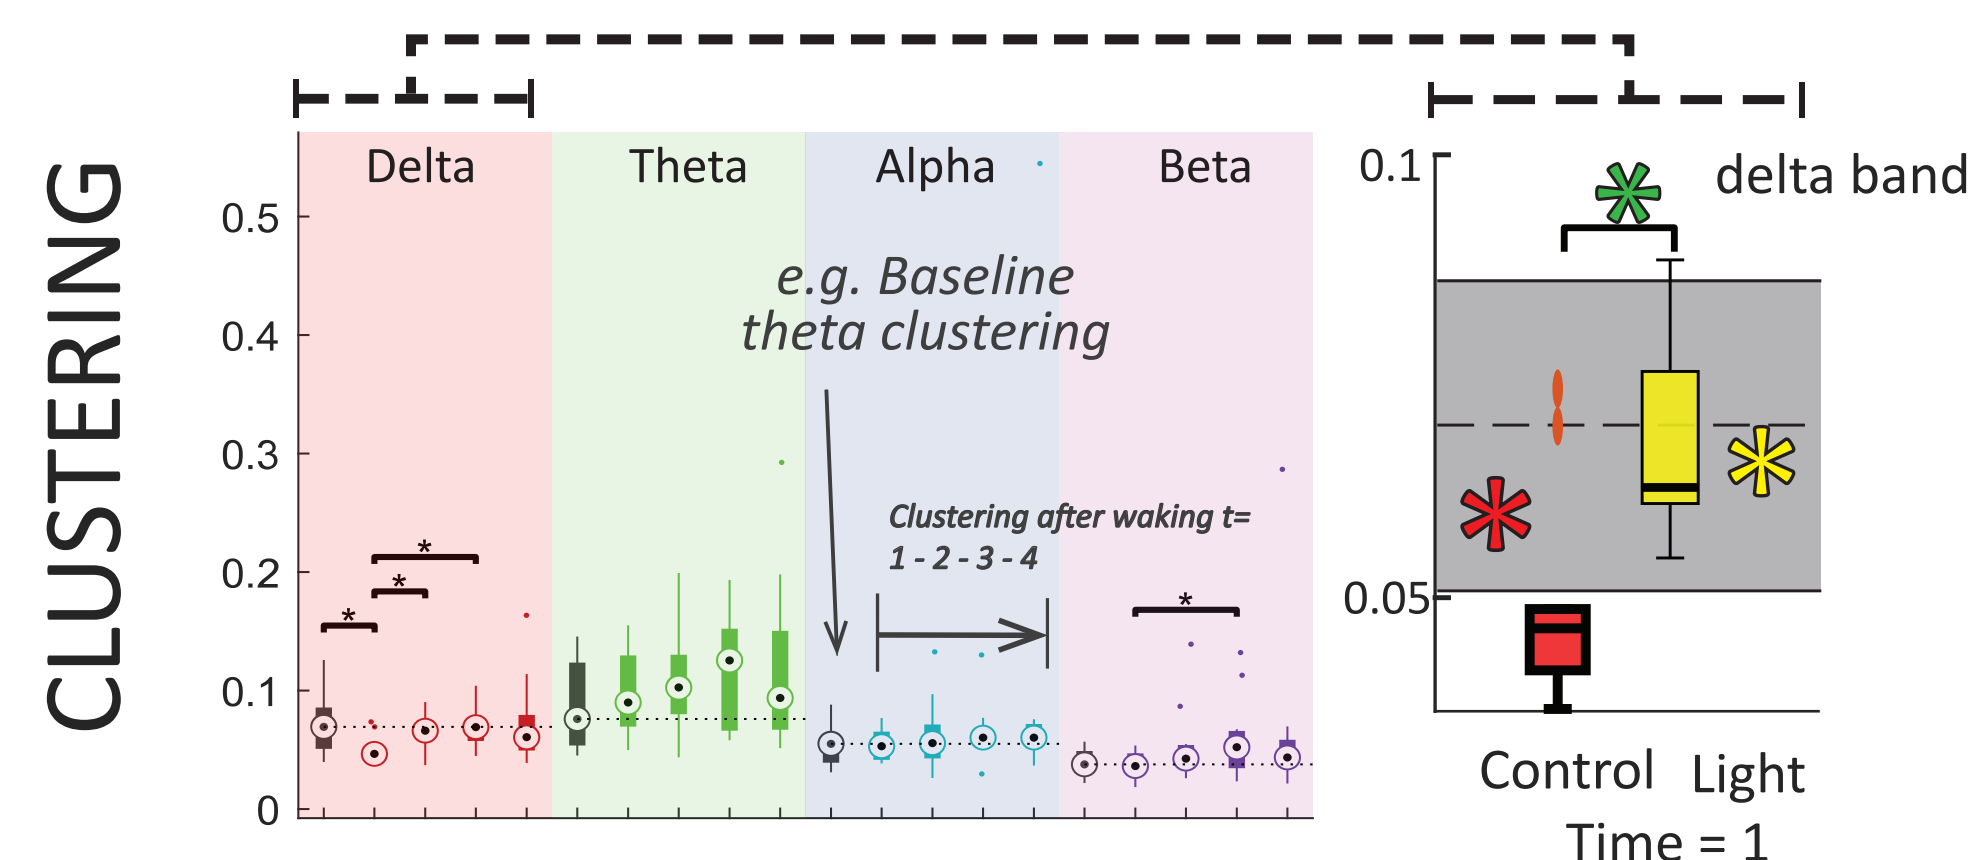 CLUSTERING
Delta
Theta
Alpha
Beta
0.5
0.4
0.3
0.2
0.1
0
e.g. Baseline
theta clustering
Clustering after waking t=
1 - 2 - 3 - 4
*
*
*
*
0.1
delta band
0.05
Control
Light
Time = 1